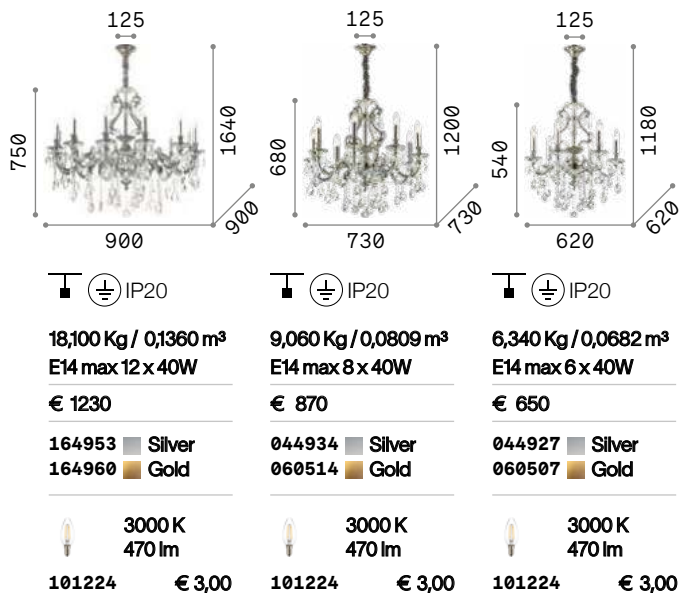 125
750
1640
900
900
IP20
18,100 Kg / 0,1360 m³
E14 max 12 x 40W
€ 1230
164953 Silver
164960 Gold
3000 K
470 lm
101224 € 3,00
125
680
1200
730
730
IP20
9,060 Kg / 0,0809 m³
E14 max 8 x 40W
€ 870
044934 Silver
060514 Gold
3000 K
470 lm
101224 € 3,00
125
540
1180
620
620
IP20
6,340 Kg / 0,0682 m³
E14 max 6 x 40W
€ 650
044927 Silver
060507 Gold
3000 K
470 lm
101224 € 3,00